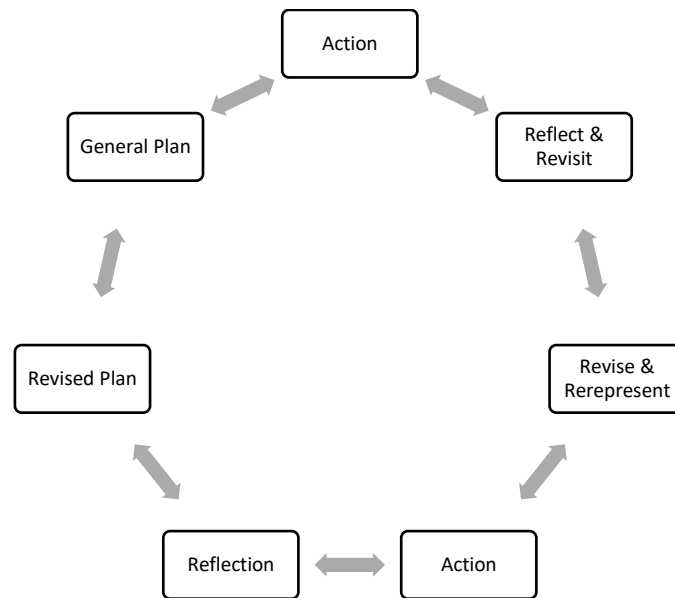 Action
General Plan
Reflect &
Revisit
Revised Plan
Revise &
Rerepresent
Reflection
Action